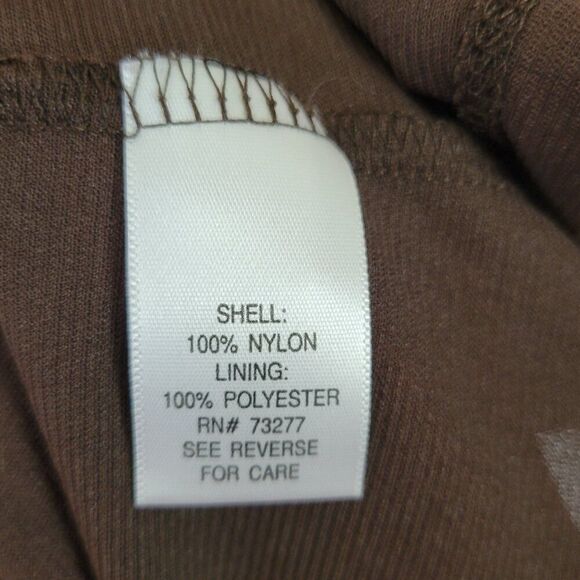 SHELL:
100% NYLON
LINING:
100% POLYESTER
RN# 73277
SEE REVERSE
FOR CARE